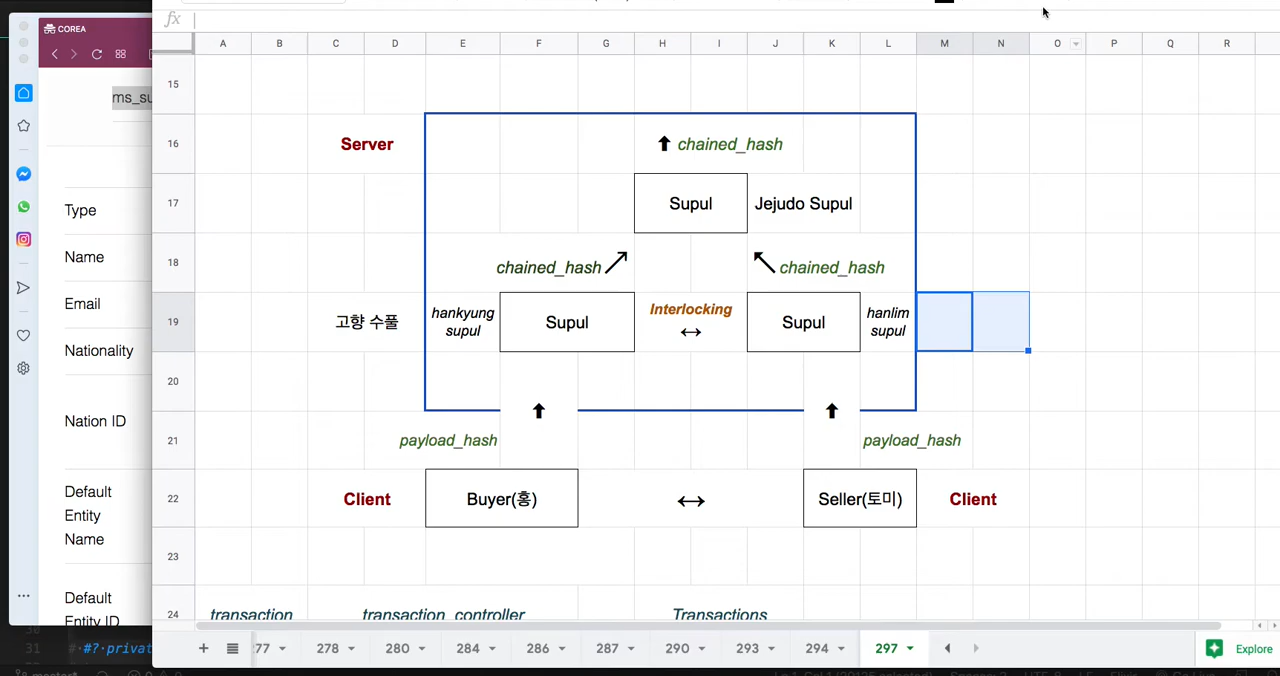 fx
COREA
A B C D E F G H I J K L M N O P Q R
ms_su
15
16 Server chained_hash
Type
17 Supul Jejudo Supul
Name
18 chained_hash chained_hash
Email
19 고향 수풀 hankyung supul Supul Interlocking Supul hanlim supul
Nationality
20
Nation ID
21 payload_hash payload_hash
22 Client Buyer(홍) Seller(토미) Client
Default
Entity
Name
23
Default
Entity ID
24 transaction transaction_controller Transactions
31 # #? privat
277 278 280 284 286 287 290 293 294 297 Explore